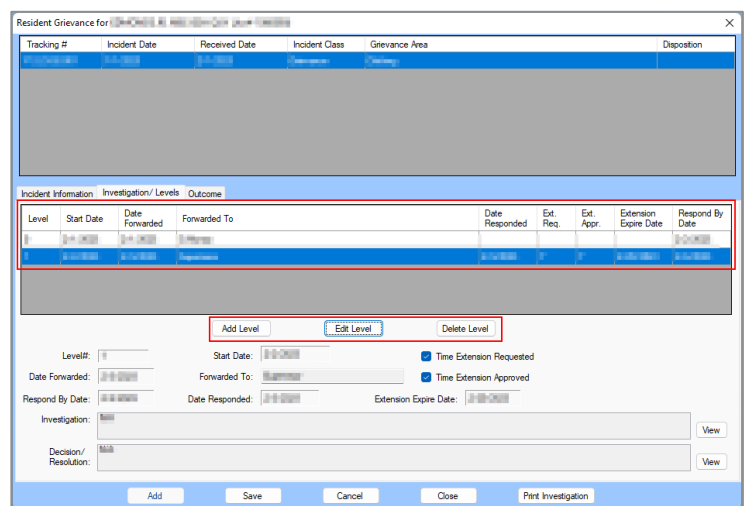 Resident Grievance for
Tracking # Incident Date Received Date Incident Class Grievance Area Disposition
Incident Information Investigation/ Levels Outcome
Level Start Date Date Forwarded Forwarded To Date Responded Ext. Req. Ext. Appr. Extension Expire Date Respond By Date
Add Level Edit Level Delete Level
Level#: Start Date: Time Extension Requested
Date Forwarded: Forwarded To: Time Extension Approved
Respond By Date: Date Responded: Extension Expire Date:
Investigation:
View
Decision/
Resolution:
View
Add Save Cancel Close Print Investigation